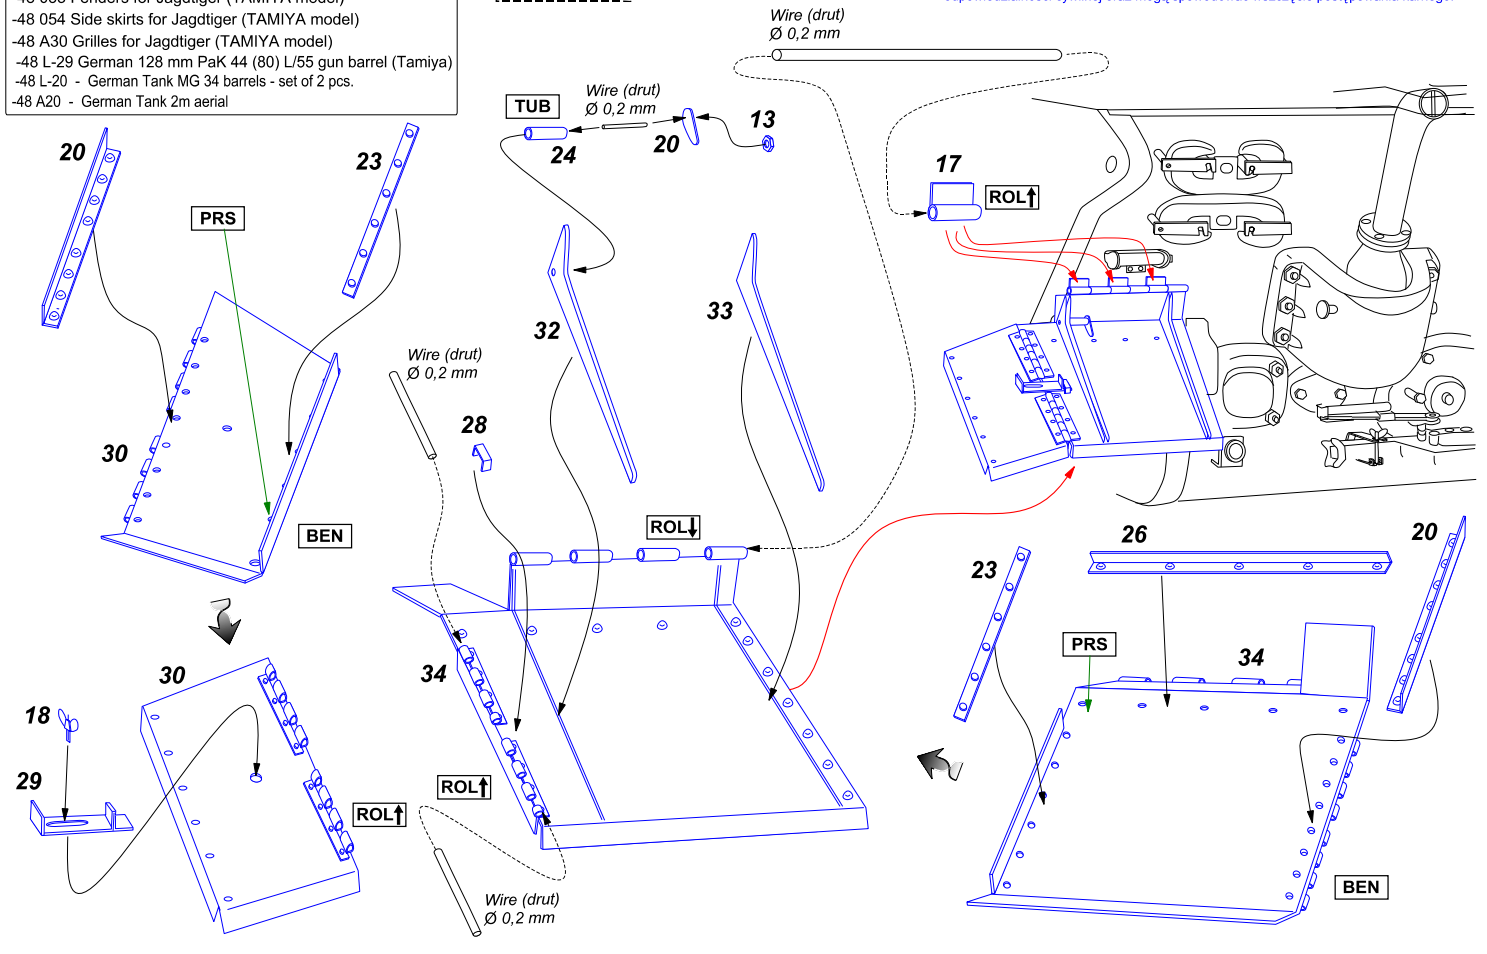 -48 054 Side skirts for Jagdtiger (TAMIYA model)
-48 A30 Grilles for Jagdtiger (TAMIYA model)
-48 L-29 German 128 mm PaK 44 (80) L/55 gun barrel (Tamiya)
-48 L-20 - German Tank MG 34 barrels - set of 2 pcs.
-48 A20 - German Tank 2m aerial
Wire (drut)
Ø 0,2 mm
TUB
Wire (drut)
Ø 0,2 mm
13
20
23
24
20
17
ROL
PRS
32
33
Wire (drut)
Ø 0,2 mm
28
30
BEN
ROL
26
20
23
PRS
34
34
30
18
29
ROL
ROL
BEN
Wire (drut)
Ø 0,2 mm